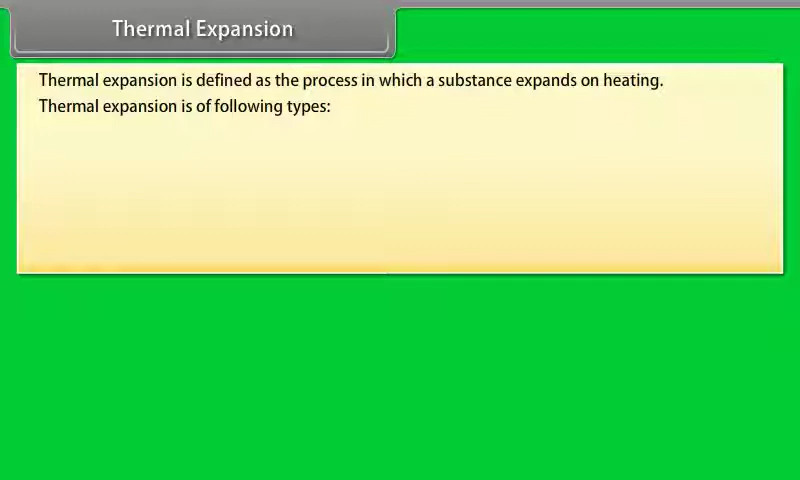 Thermal Expansion
Thermal expansion is defined as the process in which a substance expands on heating.
Thermal expansion is of following types: